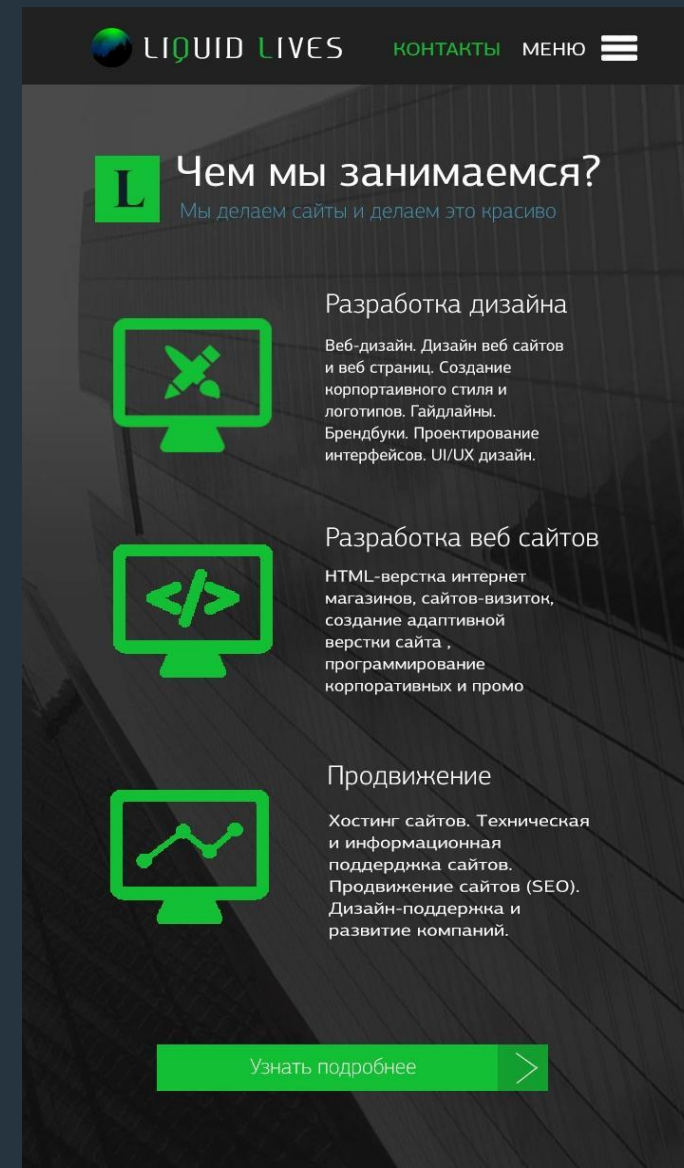 LIQUID LIVES КОНТАКТЫ МЕНЮ
L Чем мы занимаемся?
Мы делаем сайты и делаем это красиво
Разработка дизайна
Веб-дизайн. Дизайн веб сайтов
и веб страниц. Создание
корпортаивного стиля и
логотипов. Гайдлайны.
Брендбуки. Проектирование
интерфейсов. UI/UX дизайн.
Разработка веб сайтов
</>
HTML-верстка интернет
магазинов, сайтов-визиток,
создание адаптивной
верстки сайта ,
программирование
корпоративных и промо
Продвижение
Хостинг сайтов. Техническая
и информационная
поддерджка сайтов.
Продвижение сайтов (SEO).
Дизайн-поддержка и
развитие компаний.
Узнать подробнее